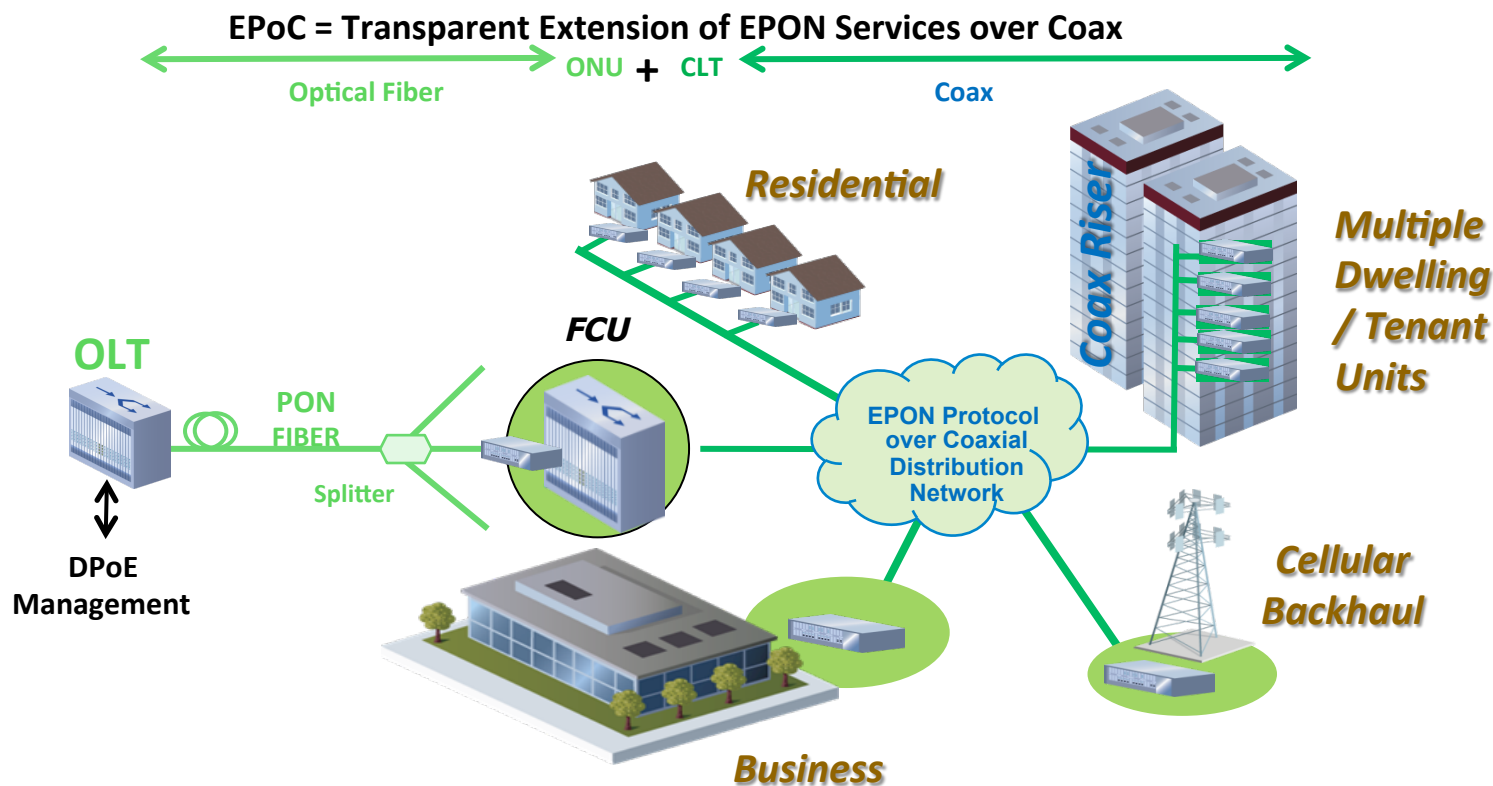 EPoC = Transparent Extension of EPON Services over Coax
ONU + CLT
Optical Fiber
Coax
Residential
Coax Riser
Multiple
Dwelling
/ Tenant
Units
FCU
OLT
PON
FIBER
Splitter
EPON Protocol
over Coaxial
Distribution
Network
DPoE
Management
Cellular
Backhaul
Business